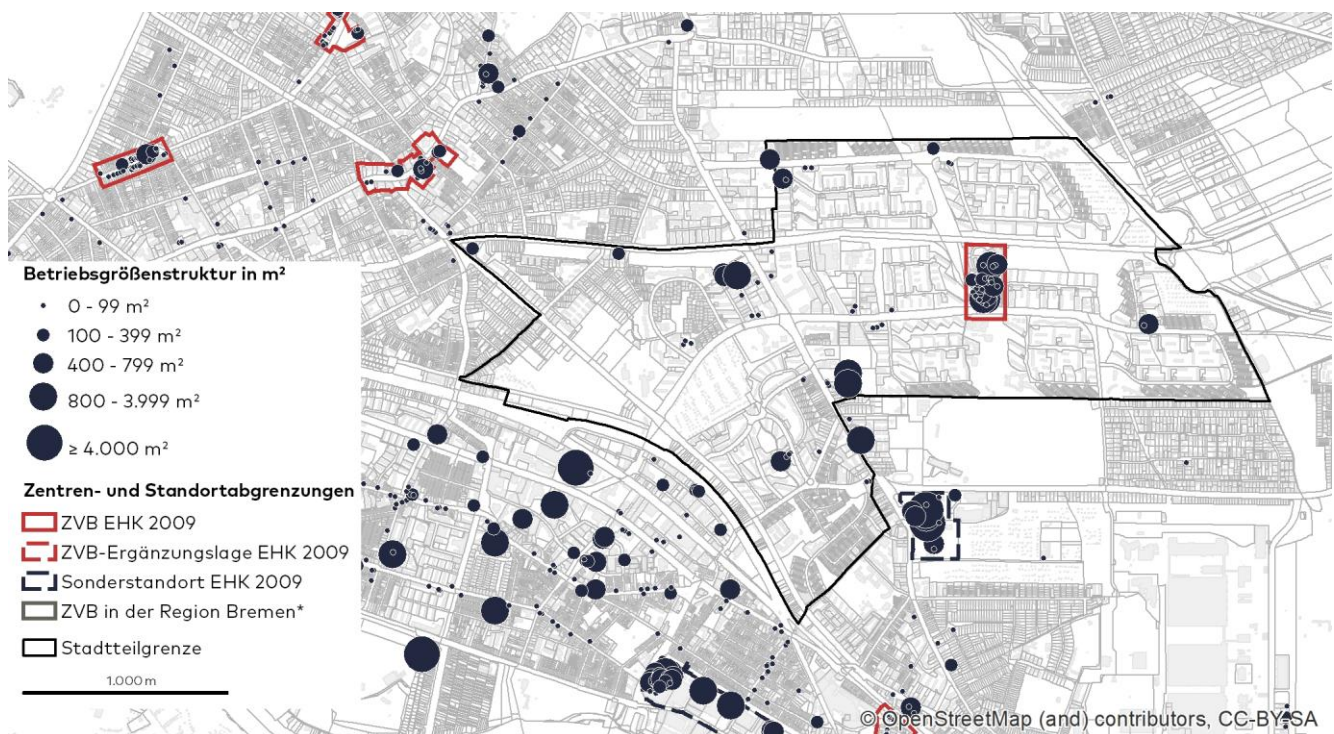 Betriebsgrößenstruktur in m²
0 - 99 m²
100 - 399 m²
400 - 799 m²
800 - 3.999 m²
≥ 4.000 m²
Zentren- und Standortabgrenzungen
ZVB EHK 2009
ZVB-Ergänzungslage EHK 2009
Sonderstandort EHK 2009
ZVB in der Region Bremen*
Stadtteilgrenze
1.000 m
© OpenStreetMap (and) contributors, CC-BY-SA